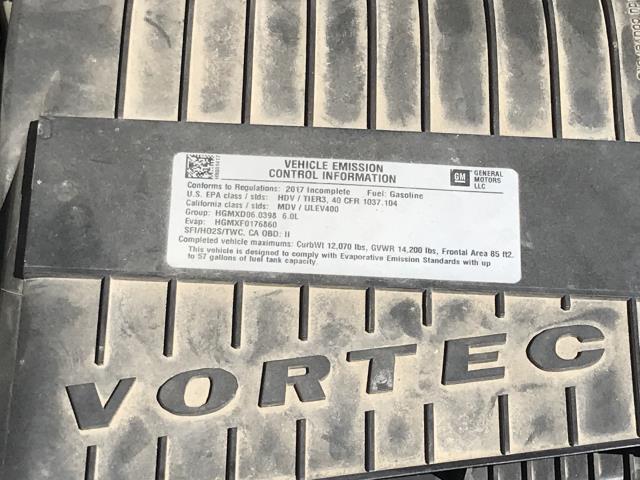 VEHICLE EMISSION
CONTROL INFORMATION
GM
GENERAL
MOTORS
LLC
Conforms to Regulations: 2017 Incomplete Fuel: Gasoline
U.S. EPA class / stds: HDV / TIER3, 40 CFR 1037.104
California class / stds: MDV / ULEV400
Group: HGMXD06.0398 6.0L
Evap: HGMXF0176860
SFI/HO2S/TWC, CA OBD: II
Completed vehicle maximums: CurbWt 12,070 lbs, GVWR 14,200 lbs, Frontal Area 85 ft2.
This vehicle is designed to comply with Evaporative Emission Standards with up
to 57 gallons of fuel tank capacity.
VORTEC